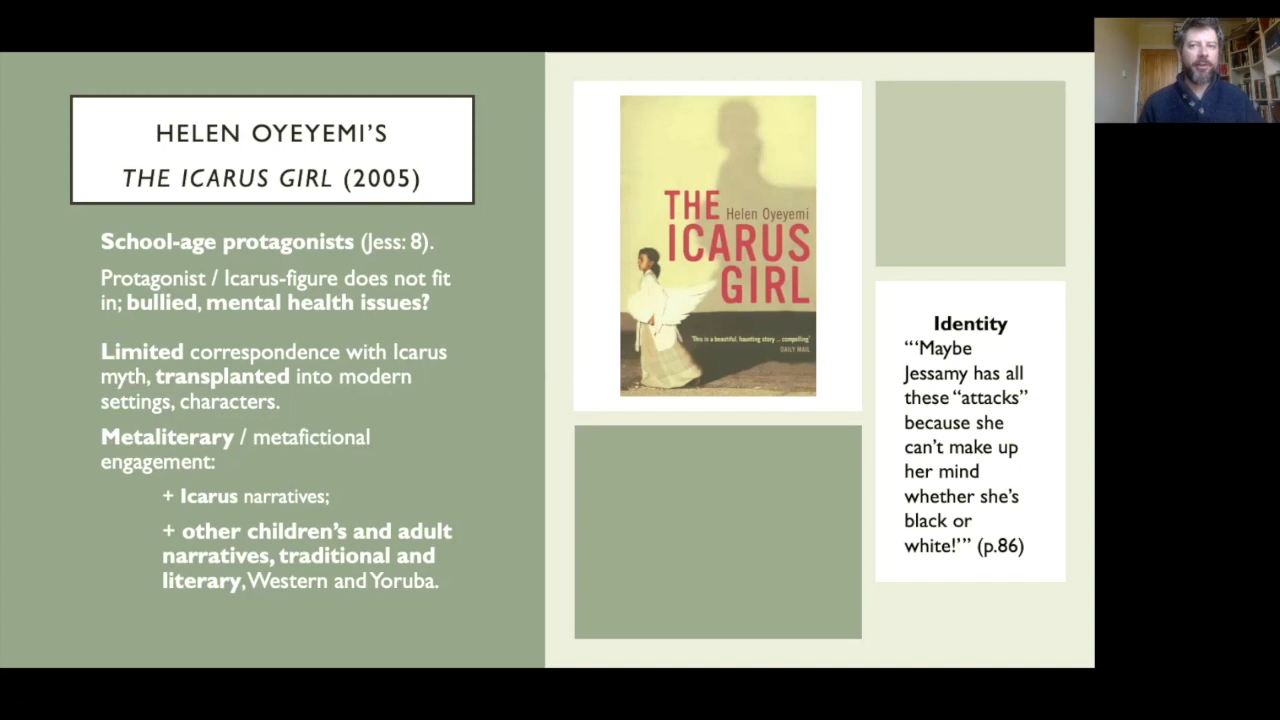 HELEN OYEYEMI'S
THE ICARUS GIRL (2005)
School-age protagonists (Jess: 8).
Protagonist / Icarus-figure does not fit
in; bullied, mental health issues?
Limited correspondence with Icarus
myth, transplanted into modern
settings, characters.
Metaliterary / metafictional
engagement:
+ Icarus narratives;
+ other children's and adult
narratives, traditional and
literary, Western and Yoruba.
THE
Helen Oyeyemi
ICARUS
GIRL
'This is a beautiful, haunting story ... compelling'
DAILY MAIL
Identity
"'Maybe
Jessamy has all
these "attacks"
because she
can't make up
her mind
whether she's
black or
white!'" (p.86)